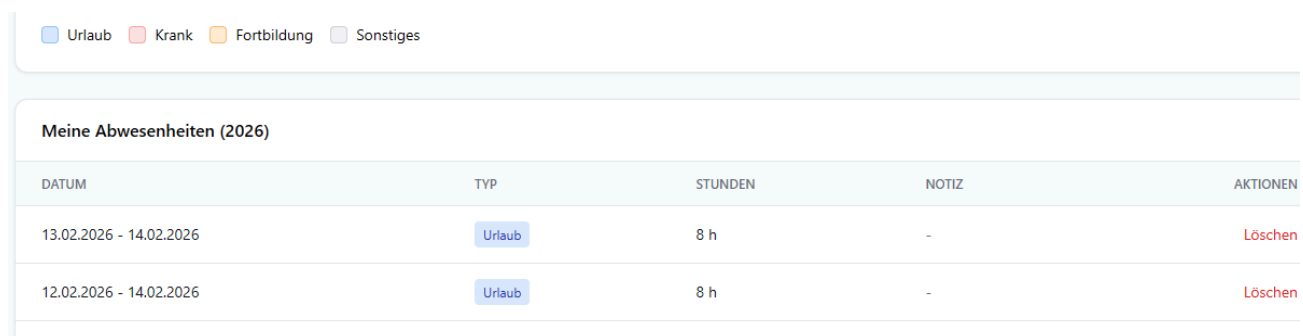 Urlaub Krank Fortbildung Sonstiges
Meine Abwesenheiten (2026)
DATUM TYP STUNDEN NOTIZ AKTIONEN
13.02.2026 - 14.02.2026 Urlaub 8 h - Löschen
12.02.2026 - 14.02.2026 Urlaub 8 h - Löschen